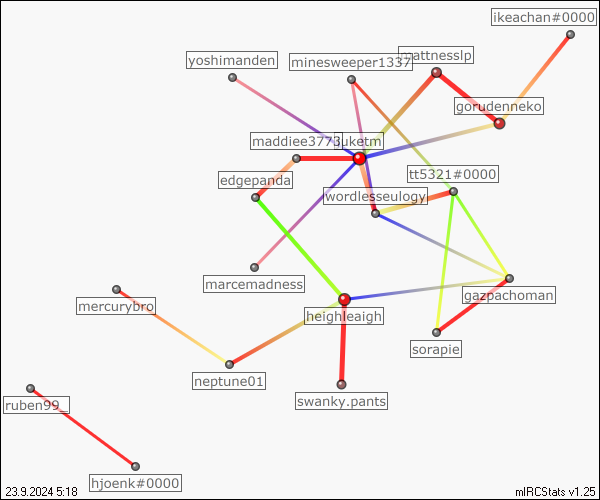 ikeachan#0000
yoshimanden
minesweeper1337
mattnesslp
gorudenneko
maddiee3773
uketm
tt5321#0000
edgepanda
wordlesseulogy
marcemadness
gazpachoman
mercurybro
heighleaigh
sorapie
neptune01
swanky.pants
ruben99_
hjoenk#0000
23.9.2024 5:18
mIRCStats v1.25